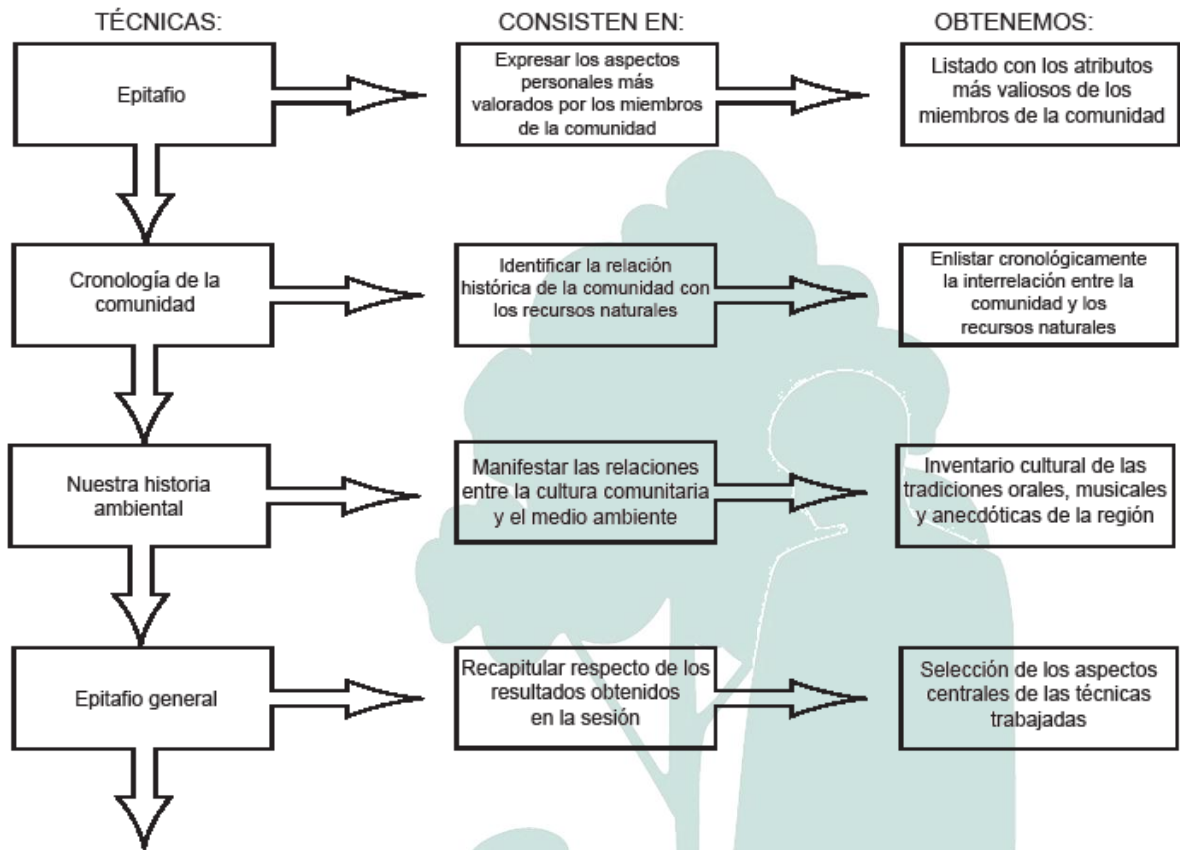 TÉCNICAS:
CONSISTEN EN:
OBTENEMOS:
Epitafio
Expresar los aspectos
personales más
valorados por los miembros
de la comunidad
Listado con los atributos
más valiosos de los
miembros de la comunidad
Cronología de la
comunidad
Identificar la relación
histórica de la comunidad con
los recursos naturales
Enlistar cronológicamente
la interrelación entre la
comunidad y los
recursos naturales
Nuestra historia
ambiental
Manifestar las relaciones
entre la cultura comunitaria
y el medio ambiente
Inventario cultural de las
tradiciones orales, musicales
y anecdóticas de la región
Epitafio general
Recapitular respecto de los
resultados obtenidos
en la sesión
Selección de los aspectos
centrales de las técnicas
trabajadas